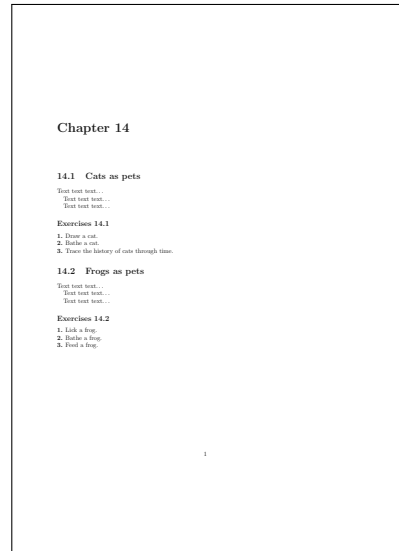 Chapter 14
14.1 Cats as pets
Text text text...
Text text text...
Text text text...
Exercises 14.1
1. Draw a cat.
2. Bathe a cat.
3. Trace the history of cats through time.
14.2 Frogs as pets
Text text text...
Text text text...
Text text text...
Exercises 14.2
1. Lick a frog.
2. Bathe a frog.
3. Feed a frog.
1